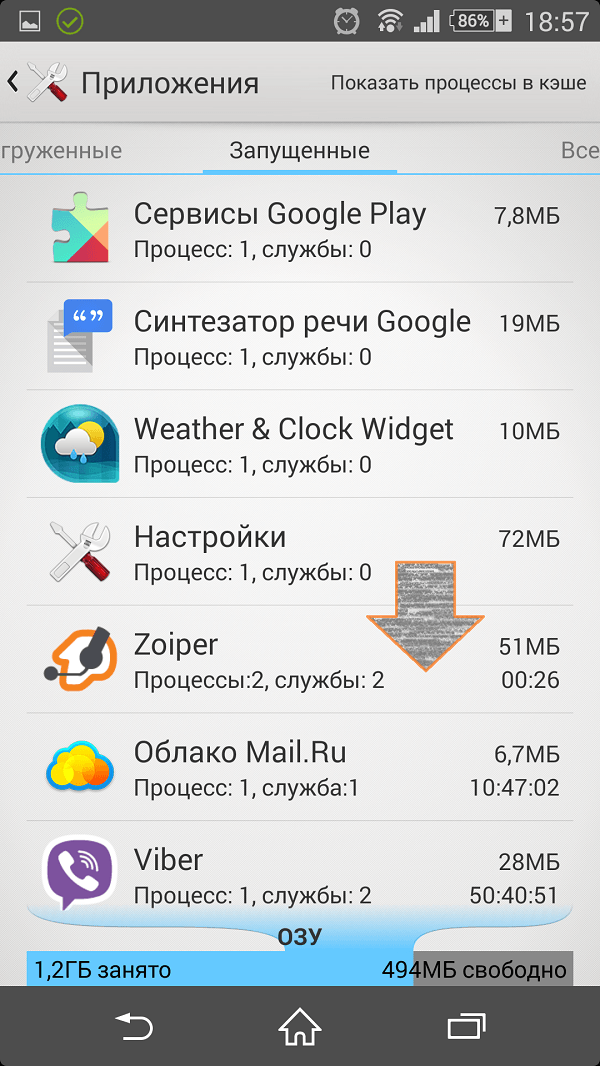 86% 18:57
Приложения Показать процессы в кэше
груженные Запущенные Все
Сервисы Google Play 7,8МБ
Процесс: 1, службы: 0
Синтезатор речи Google 19МБ
Процесс: 1, службы: 0
Weather & Clock Widget 10МБ
Процесс: 1, службы: 0
Настройки 72МБ
Процесс: 1, службы: 0
Zoiper 51МБ
Процессы:2, службы: 2 00:26
Облако Mail.Ru 6,7МБ
Процесс: 1, служба:1 10:47:02
Viber 28МБ
Процесс: 1, службы: 2 50:40:51
ОЗУ
1,2ГБ занято 494МБ свободно